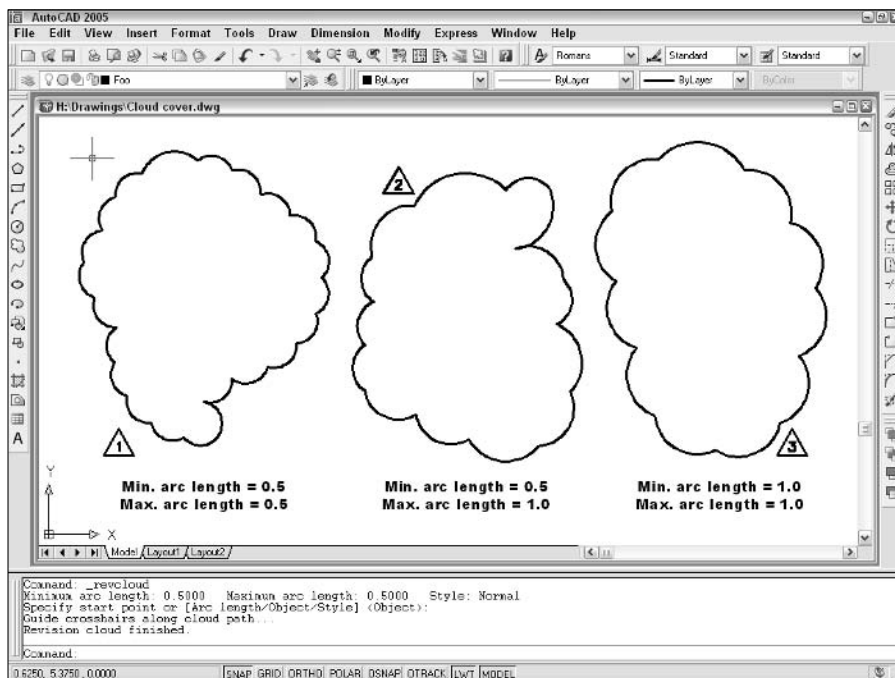 AutoCAD 2005
File Edit View Insert Format Tools Draw Dimension Modify Express Window Help
Romans Standard Standard
Foo ByLayer ByLayer ByLayer ByColor
H:\Drawings\Cloud cover.dwg
2
1
3
Min. arc length = 0.5 Min. arc length = 0.5 Min. arc length = 1.0
Max. arc length = 0.5 Max. arc length = 1.0 Max. arc length = 1.0
Y
X
Model Layout1 Layout2
Command: _revcloud
Minimum arc length: 0.5000 Maximum arc length: 0.5000 Style: Normal
Specify start point or [Arc length/Object/Style] <Object>:
Guide crosshairs along cloud path...
Revision cloud finished.
Command:
0.6250, 5.3750, 0.0000 SNAP GRID ORTHO POLAR OSNAP OTRACK LWT MODEL